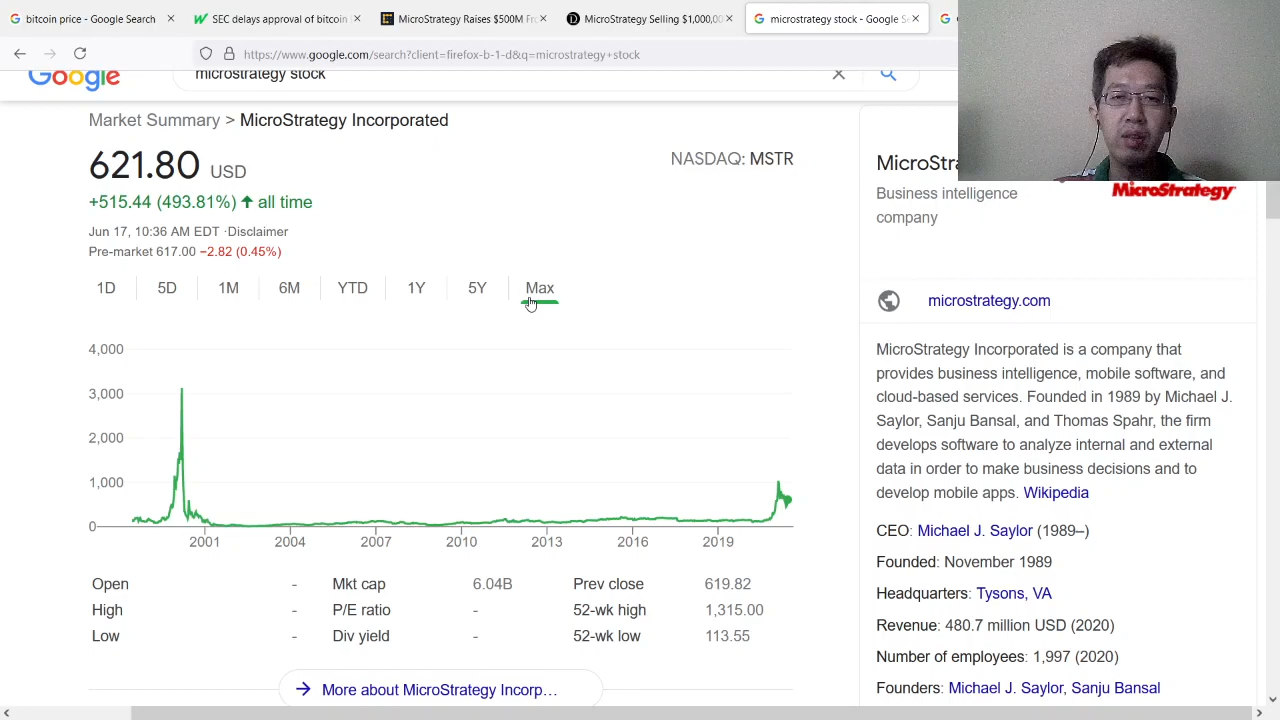 bitcoin price - Google Search
SEC delays approval of bitcoin
MicroStrategy Raises $500M Fr
MicroStrategy Selling $1,000,00
microstrategy stock - Google Se
https://www.google.com/search?client=firefox-b-1-d&q=microstrategy+stock
Google
microstrategy stock
Market Summary > MicroStrategy Incorporated
621.80 USD
NASDAQ: MSTR
+515.44 (493.81%) ↑ all time
Jun 17, 10:36 AM EDT ·Disclaimer
Pre-market 617.00 −2.82 (0.45%)
1D 5D 1M 6M YTD 1Y 5Y Max
4,000
3,000
2,000
1,000
0
2001 2004 2007 2010 2013 2016 2019
Open - Mkt cap 6.04B Prev close 619.82
High - P/E ratio - 52-wk high 1,315.00
Low - Div yield - 52-wk low 113.55
More about MicroStrategy Incorp…
MicroStra
Business intelligence
company
MicroStrategy
microstrategy.com
MicroStrategy Incorporated is a company that
provides business intelligence, mobile software, and
cloud-based services. Founded in 1989 by Michael J.
Saylor, Sanju Bansal, and Thomas Spahr, the firm
develops software to analyze internal and external
data in order to make business decisions and to
develop mobile apps. Wikipedia
CEO: Michael J. Saylor (1989–)
Founded: November 1989
Headquarters: Tysons, VA
Revenue: 480.7 million USD (2020)
Number of employees: 1,997 (2020)
Founders: Michael J. Saylor, Sanju Bansal